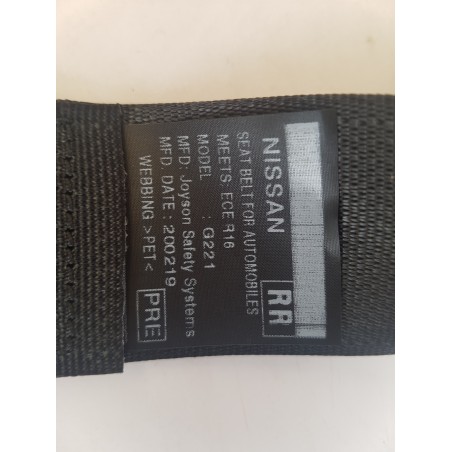 NISSAN RR
SEAT BELT FOR AUTOMOBILES
MEETS: ECE R16
MODEL : G221
MFD: Joyson Safety Systems
MFD. DATE : 200219
WEBBING >PET< PRE